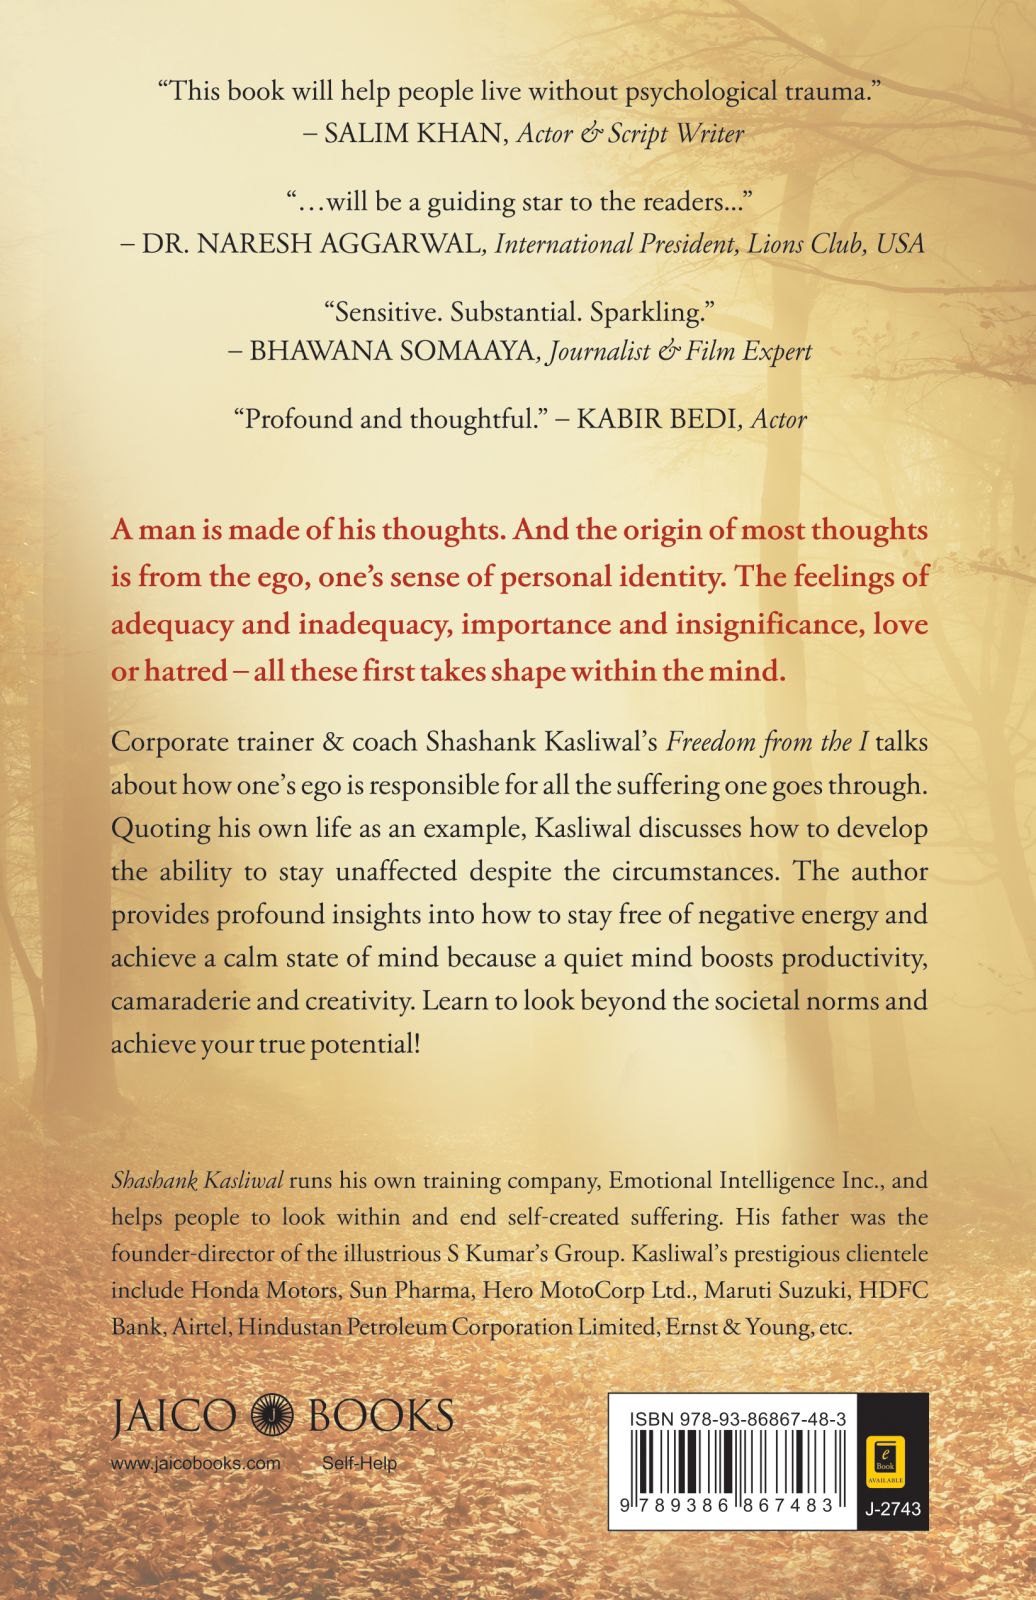 “This book will help people live without psychological trauma.”
– SALIM KHAN, Actor & Script Writer
“…will be a guiding star to the readers...”
– DR. NARESH AGGARWAL, International President, Lions Club, USA
“Sensitive. Substantial. Sparkling.”
– BHAWANA SOMAAYA, Journalist & Film Expert
“Profound and thoughtful.” – KABIR BEDI, Actor
A man is made of his thoughts. And the origin of most thoughts
is from the ego, one’s sense of personal identity. The feelings of
adequacy and inadequacy, importance and insignificance, love
or hatred – all these first takes shape within the mind.
Corporate trainer & coach Shashank Kasliwal’s Freedom from the I talks
about how one’s ego is responsible for all the suffering one goes through.
Quoting his own life as an example, Kasliwal discusses how to develop
the ability to stay unaffected despite the circumstances. The author
provides profound insights into how to stay free of negative energy and
achieve a calm state of mind because a quiet mind boosts productivity,
camaraderie and creativity. Learn to look beyond the societal norms and
achieve your true potential!
Shashank Kasliwal runs his own training company, Emotional Intelligence Inc., and
helps people to look within and end self-created suffering. His father was the
founder-director of the illustrious S Kumar’s Group. Kasliwal’s prestigious clientele
include Honda Motors, Sun Pharma, Hero MotoCorp Ltd., Maruti Suzuki, HDFC
Bank, Airtel, Hindustan Petroleum Corporation Limited, Ernst & Young, etc.
JAICO J BOOKS
www.jaicobooks.com Self-Help
ISBN 978-93-86867-48-3
9 789386 867483
e
Book
AVAILABLE
J-2743